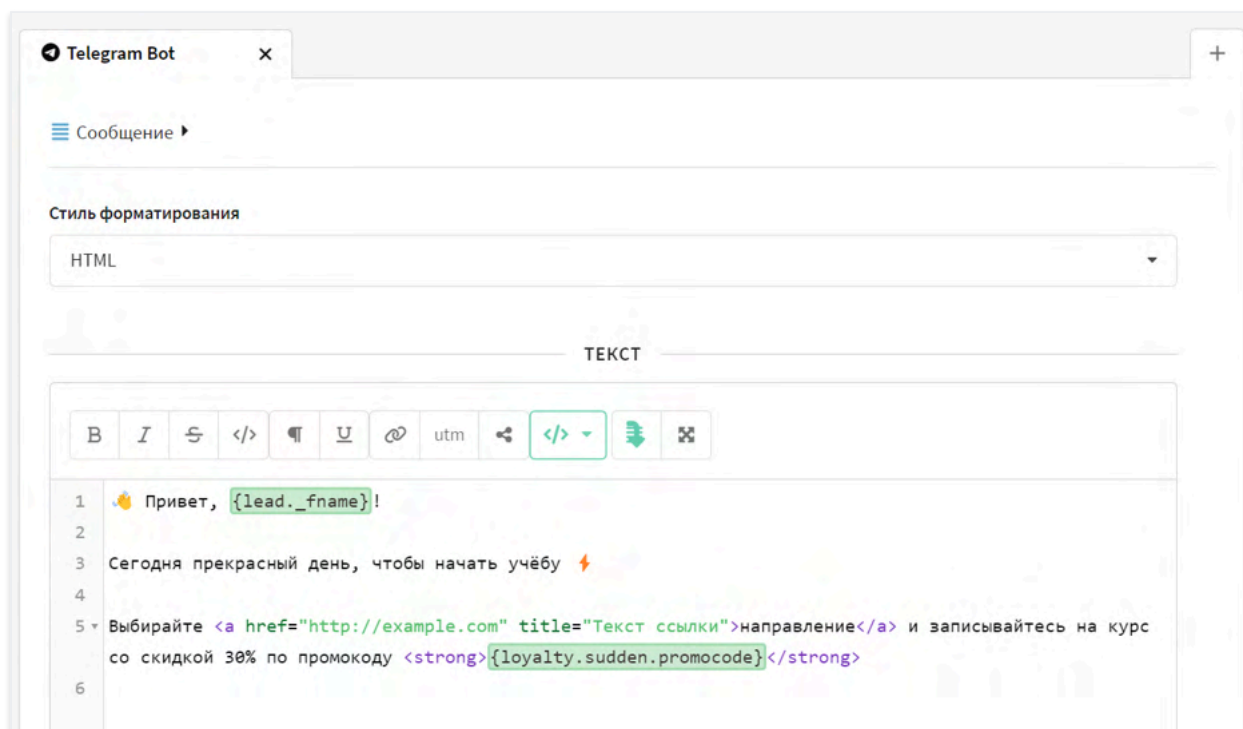 Telegram Bot ×
+
Сообщение
Стиль форматирования
HTML
ТЕКСТ
B I S </> ¶ U utm </>
1 👋 Привет, {lead._fname}!
2
3 Сегодня прекрасный день, чтобы начать учёбу ⚡
4
5 Выбирайте <a href="http://example.com" title="Текст ссылки">направление</a> и записывайтесь на курс
со скидкой 30% по промокоду <strong>{loyalty.sudden.promocode}</strong>
6